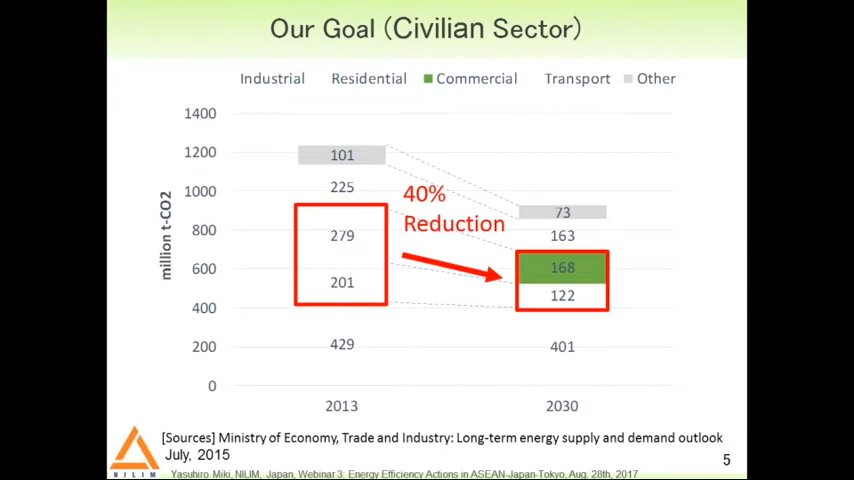 Our Goal (Civilian Sector)
Industrial Residential Commercial Transport Other
1400
1200
1000
800
600
400
200
0
million t-CO2
101
225
279
201
429
40%
Reduction
73
163
168
122
401
2013 2030
[Sources] Ministry of Economy, Trade and Industry: Long-term energy supply and demand outlook
July, 2015
5
NILIM
Yasuhiro Miki, NILIM, Japan, Webinar 3: Energy Efficiency Actions in ASEAN-Japan-Tokyo, Aug. 28th, 2017